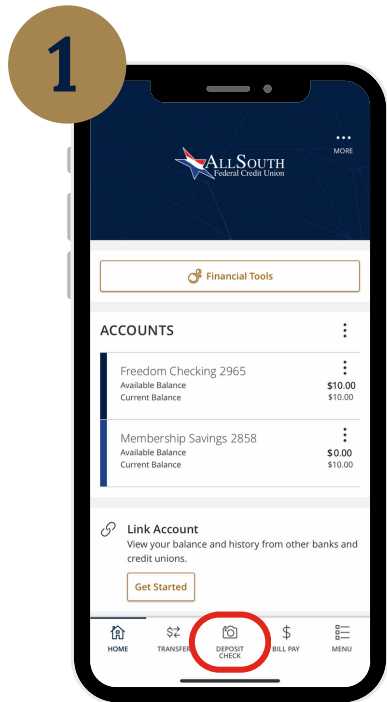 1
MORE
ALLSOUTH
Federal Credit Union
Financial Tools
ACCOUNTS
Freedom Checking 2965
Available Balance $10.00
Current Balance $10.00
Membership Savings 2858
Available Balance $0.00
Current Balance $10.00
Link Account
View your balance and history from other banks and
credit unions.
Get Started
HOME TRANSFER DEPOSIT CHECK BILL PAY MENU